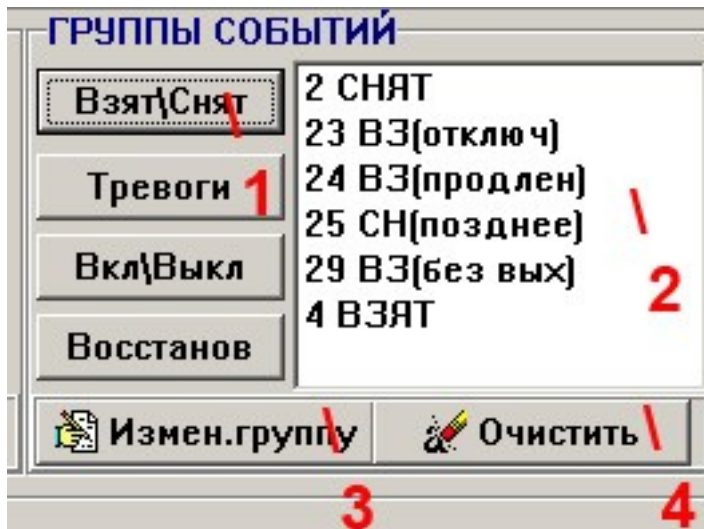 ГРУППЫ СОБЫТИЙ
Взят\Снят
Тревоги
Вкл\Выкл
Восстанов
2 СНЯТ
23 ВЗ(отключ)
24 ВЗ(продлен)
25 СН(позднее)
29 ВЗ(без вых)
4 ВЗЯТ
1
2
Измен.группу
Очистить
3
4